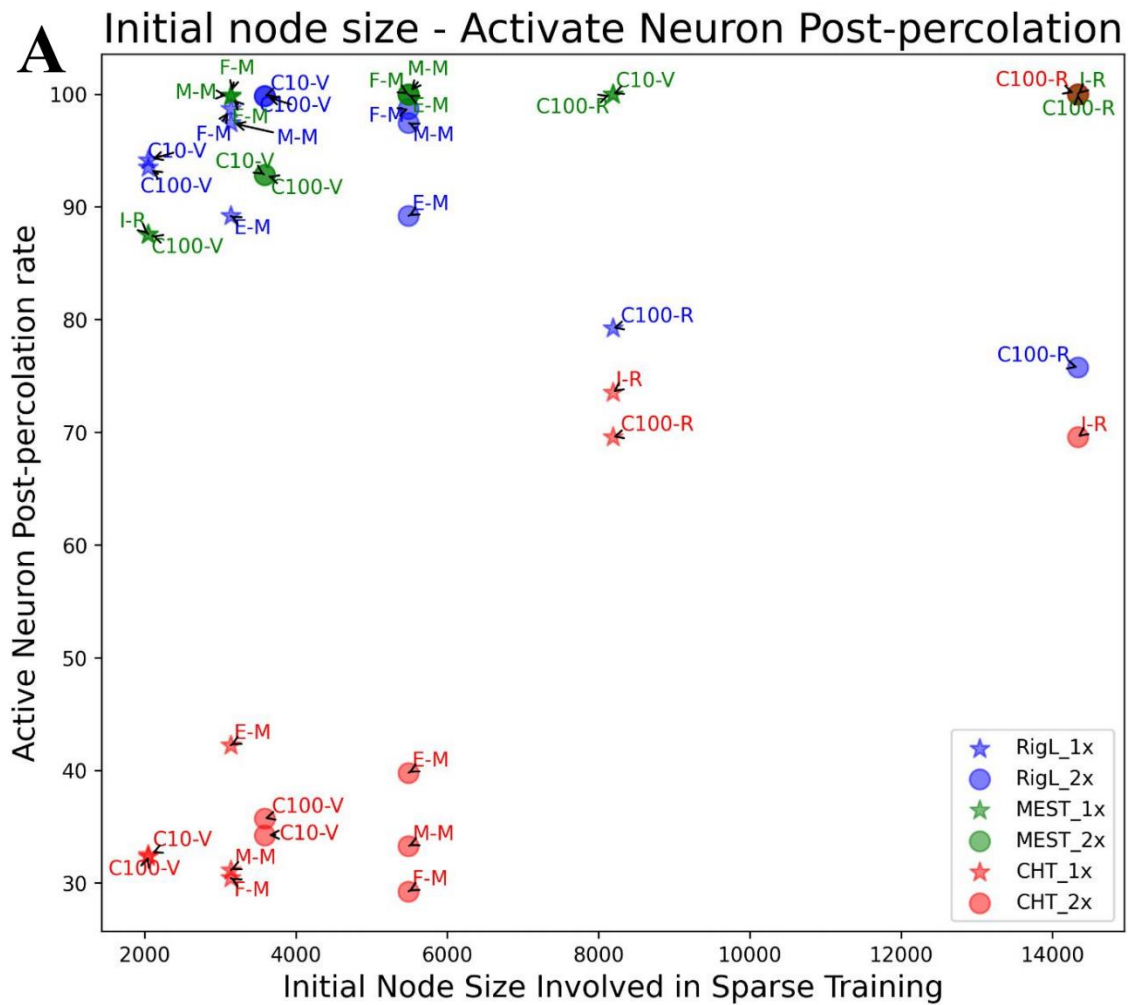 A
Initial node size - Activate Neuron Post-percolation
Active Neuron Post-percolation rate
100
90
80
70
60
50
40
30
F-M
M-M
E-M
F-M
M-M
C10-V
C100-V
F-M
M-M
E-M
F-M
M-M
C10-V
C100-R
C100-R
I-R
C100-R
C10-V
C100-V
C10-V
C100-V
E-M
E-M
I-R
C100-V
C100-R
I-R
C100-R
C100-R
I-R
E-M
E-M
C100-V
C10-V
M-M
C10-V
C100-V
M-M
F-M
F-M
RigL_1x
RigL_2x
MEST_1x
MEST_2x
CHT_1x
CHT_2x
2000
4000
6000
8000
10000
12000
14000
Initial Node Size Involved in Sparse Training